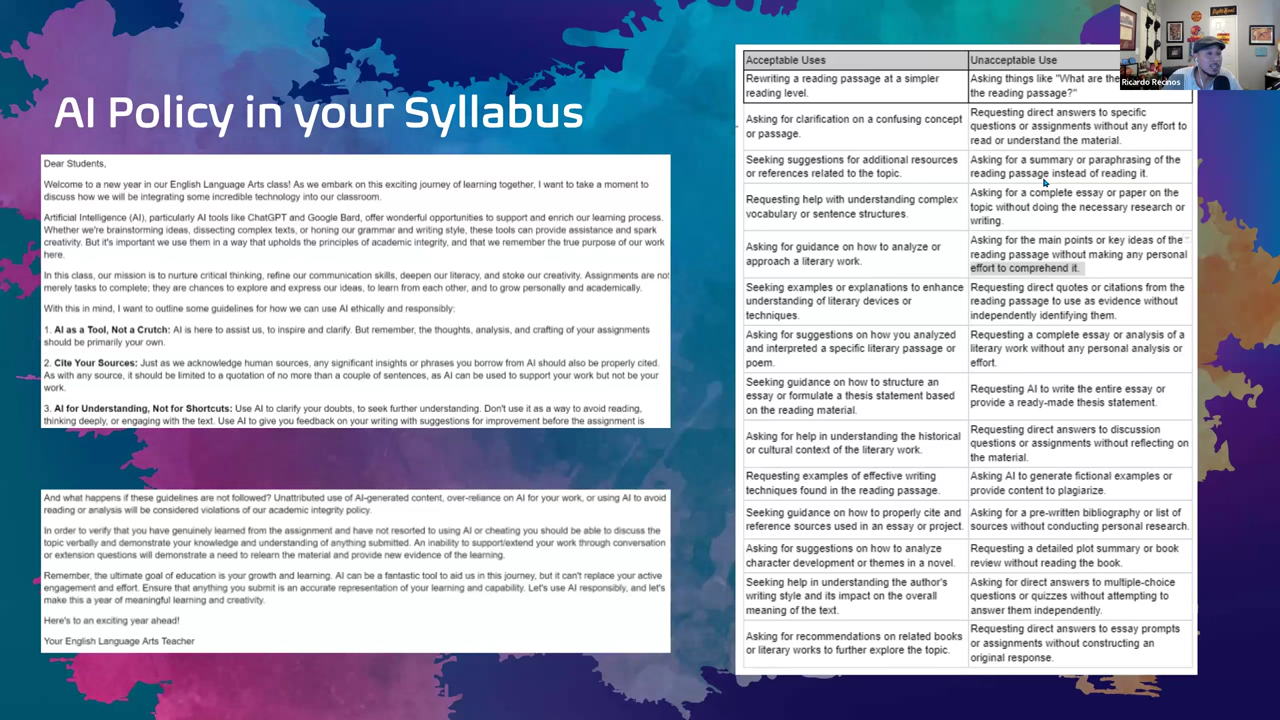 AI Policy in your Syllabus
Dear Students,
Welcome to a new year in our English Language Arts class! As we embark on this exciting journey of learning together, I want to take a moment to
discuss how we will be integrating some incredible technology into our classroom.
Artificial Intelligence (AI), particularly AI tools like ChatGPT and Google Bard, offer wonderful opportunities to support and enrich our learning process.
Whether we're brainstorming ideas, dissecting complex texts, or honing our grammar and writing style, these tools can provide assistance and spark
creativity. But it's important we use them in a way that upholds the principles of academic integrity, and that we remember the true purpose of our work
here.
In this class, our mission is to nurture critical thinking, refine our communication skills, deepen our literacy, and stoke our creativity. Assignments are not
merely tasks to complete; they are chances to explore and express our ideas, to learn from each other, and to grow personally and academically.
With this in mind, I want to outline some guidelines for how we can use AI ethically and responsibly:
1. AI as a Tool, Not a Crutch: AI is here to assist us, to inspire and clarify. But remember, the thoughts, analysis, and crafting of your assignments
should be primarily your own.
2. Cite Your Sources: Just as we acknowledge human sources, any significant insights or phrases you borrow from AI should also be properly cited.
As with any source, it should be limited to a quotation of no more than a couple of sentences, as AI can be used to support your work but not be your
work.
3. AI for Understanding, Not for Shortcuts: Use AI to clarify your doubts, to seek further understanding. Don't use it as a way to avoid reading,
thinking deeply, or engaging with the text. Use AI to give you feedback on your writing with suggestions for improvement before the assignment is
And what happens if these guidelines are not followed? Unattributed use of AI-generated content, over-reliance on AI for your work, or using AI to avoid
reading or analysis will be considered violations of our academic integrity policy.
In order to verify that you have genuinely learned from the assignment and have not resorted to using AI or cheating you should be able to discuss the
topic verbally and demonstrate your knowledge and understanding of anything submitted. An inability to support/extend your work through conversation
or extension questions will demonstrate a need to relearn the material and provide new evidence of the learning.
Remember, the ultimate goal of education is your growth and learning. AI can be a fantastic tool to aid us in this journey, but it can't replace your active
engagement and effort. Ensure that anything you submit is an accurate representation of your learning and capability. Let's use AI responsibly, and let's
make this a year of meaningful learning and creativity.
Here's to an exciting year ahead!
Your English Language Arts Teacher
Acceptable Uses
Unacceptable Use
Rewriting a reading passage at a simpler
reading level.
Asking things like "What are the
the reading passage?"
Asking for clarification on a confusing concept
or passage.
Requesting direct answers to specific
questions or assignments without any effort to
read or understand the material.
Seeking suggestions for additional resources
or references related to the topic.
Asking for a summary or paraphrasing of the
reading passage instead of reading it.
Requesting help with understanding complex
vocabulary or sentence structures.
Asking for a complete essay or paper on the
topic without doing the necessary research or
writing.
Asking for guidance on how to analyze or
approach a literary work.
Asking for the main points or key ideas of the
reading passage without making any personal
effort to comprehend it.
Seeking examples or explanations to enhance
understanding of literary devices or
techniques.
Requesting direct quotes or citations from the
reading passage to use as evidence without
independently identifying them.
Asking for suggestions on how you analyzed
and interpreted a specific literary passage or
poem.
Requesting a complete essay or analysis of a
literary work without any personal analysis or
effort.
Seeking guidance on how to structure an
essay or formulate a thesis statement based
on the reading material.
Requesting AI to write the entire essay or
provide a ready-made thesis statement.
Asking for help in understanding the historical
or cultural context of the literary work.
Requesting direct answers to discussion
questions or assignments without reflecting on
the material.
Requesting examples of effective writing
techniques found in the reading passage.
Asking AI to generate fictional examples or
provide content to plagiarize.
Seeking guidance on how to properly cite and
reference sources used in an essay or project.
Asking for a pre-written bibliography or list of
sources without conducting personal research.
Asking for suggestions on how to analyze
character development or themes in a novel.
Requesting a detailed plot summary or book
review without reading the book.
Seeking help in understanding the author's
writing style and its impact on the overall
meaning of the text.
Asking for direct answers to multiple-choice
questions or quizzes without attempting to
answer them independently.
Asking for recommendations on related books
or literary works to further explore the topic.
Requesting direct answers to essay prompts
or assignments without constructing an
original response.
Ricardo Recinos